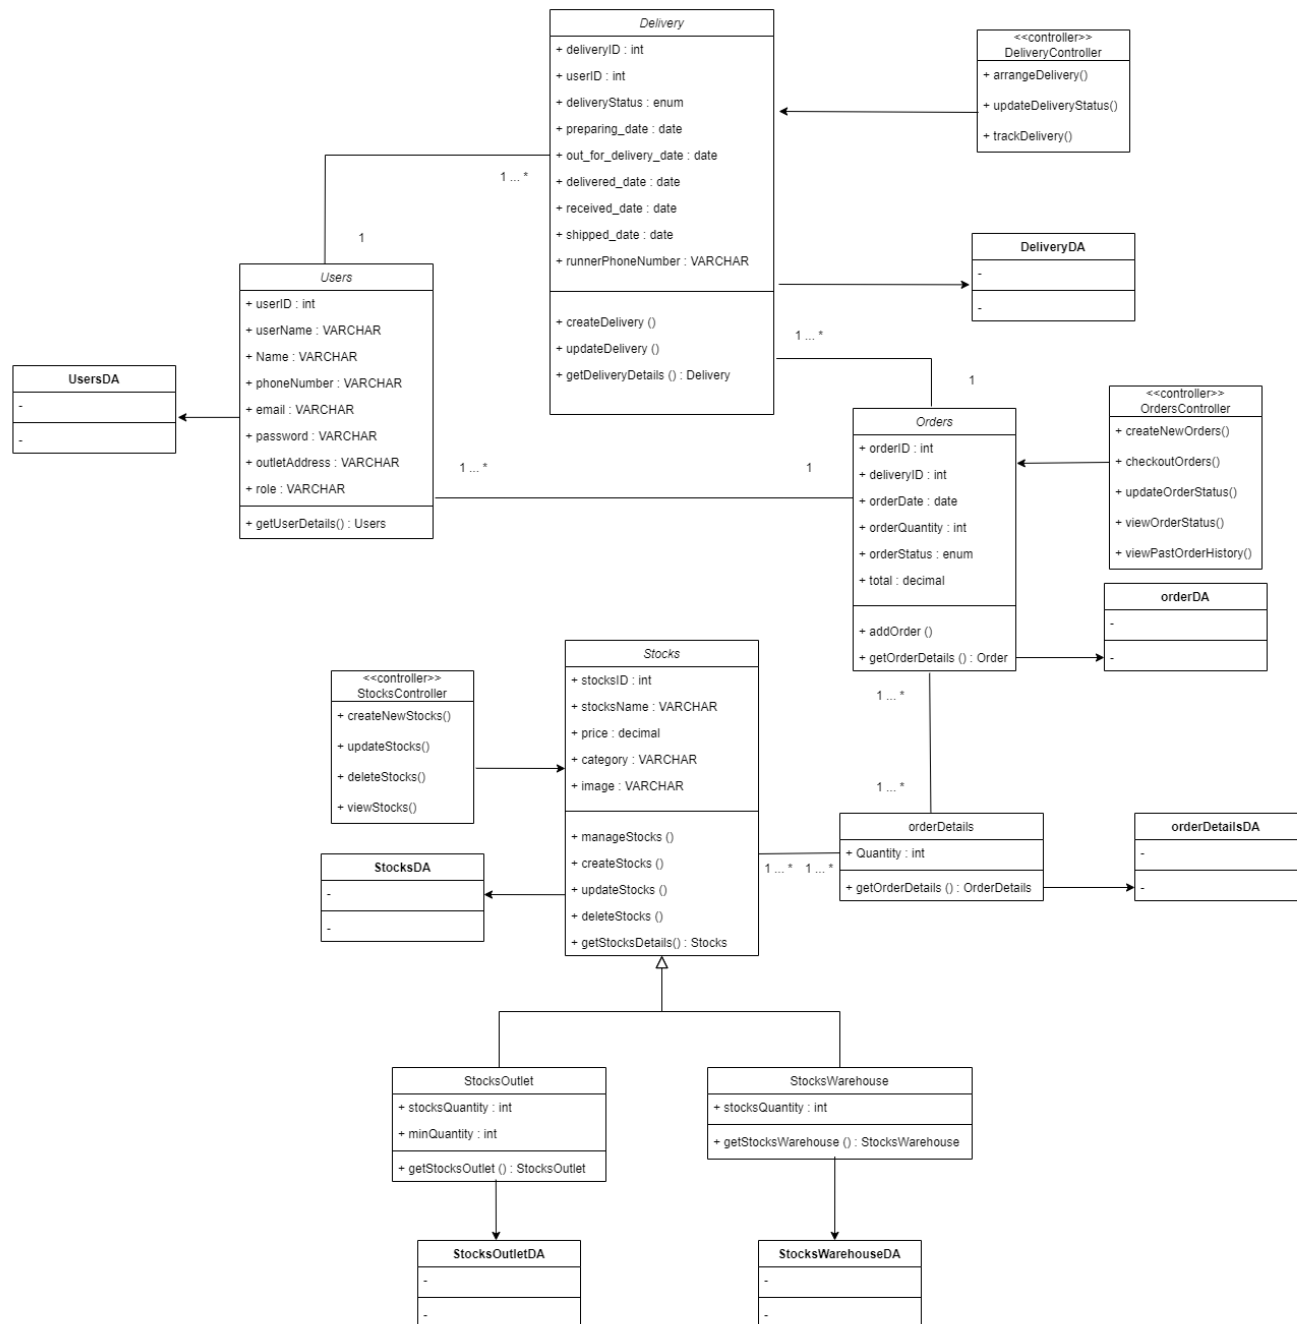 Delivery
+ deliveryID : int
+ userID : int
+ deliveryStatus : enum
+ preparing_date : date
+ out_for_delivery_date : date
+ delivered_date : date
+ received_date : date
+ shipped_date : date
+ runnerPhoneNumber : VARCHAR
+ createDelivery ()
+ updateDelivery ()
+ getDeliveryDetails () : Delivery
<<controller>>
DeliveryController
+ arrangeDelivery()
+ updateDeliveryStatus()
+ trackDelivery()
1 ... *
1
DeliveryDA
-
-
Users
+ userID : int
+ userName : VARCHAR
+ Name : VARCHAR
+ phoneNumber : VARCHAR
+ email : VARCHAR
+ password : VARCHAR
+ outletAddress : VARCHAR
+ role : VARCHAR
+ getUserDetails() : Users
UsersDA
-
-
1 ... *
1
1 ... *
1
Orders
+ orderID : int
+ deliveryID : int
+ orderDate : date
+ orderQuantity : int
+ orderStatus : enum
+ total : decimal
+ addOrder ()
+ getOrderDetails () : Order
<<controller>>
OrdersController
+ createNewOrders()
+ checkoutOrders()
+ updateOrderStatus()
+ viewOrderStatus()
+ viewPastOrderHistory()
orderDA
-
-
<<controller>>
StocksController
+ createNewStocks()
+ updateStocks()
+ deleteStocks()
+ viewStocks()
Stocks
+ stocksID : int
+ stocksName : VARCHAR
+ price : decimal
+ category : VARCHAR
+ image : VARCHAR
+ manageStocks ()
+ createStocks ()
+ updateStocks ()
+ deleteStocks ()
+ getStocksDetails() : Stocks
1 ... *
1 ... *
StocksDA
-
-
1 ... *
1 ... *
orderDetails
+ Quantity : int
+ getOrderDetails () : OrderDetails
orderDetailsDA
-
-
StocksOutlet
+ stocksQuantity : int
+ minQuantity : int
+ getStocksOutlet () : StocksOutlet
StocksWarehouse
+ stocksQuantity : int
+ getStocksWarehouse () : StocksWarehouse
StocksOutletDA
-
-
StocksWarehouseDA
-
-